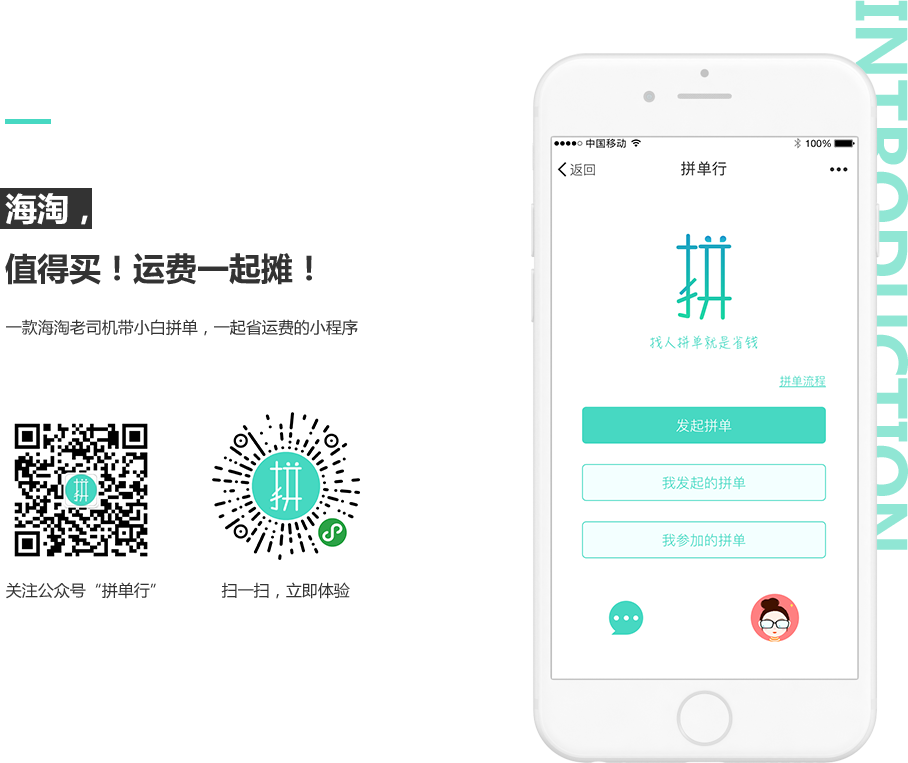 海淘，
值得买！运费一起摊！
一款海淘老司机带小白拼单，一起省运费的小程序
拼
拼
关注公众号“拼单行”
扫一扫，立即体验
中国移动
100%
返回
拼单行
拼
找人拼单就是省钱
拼单流程
发起拼单
我发起的拼单
我参加的拼单
INTRODUCTION